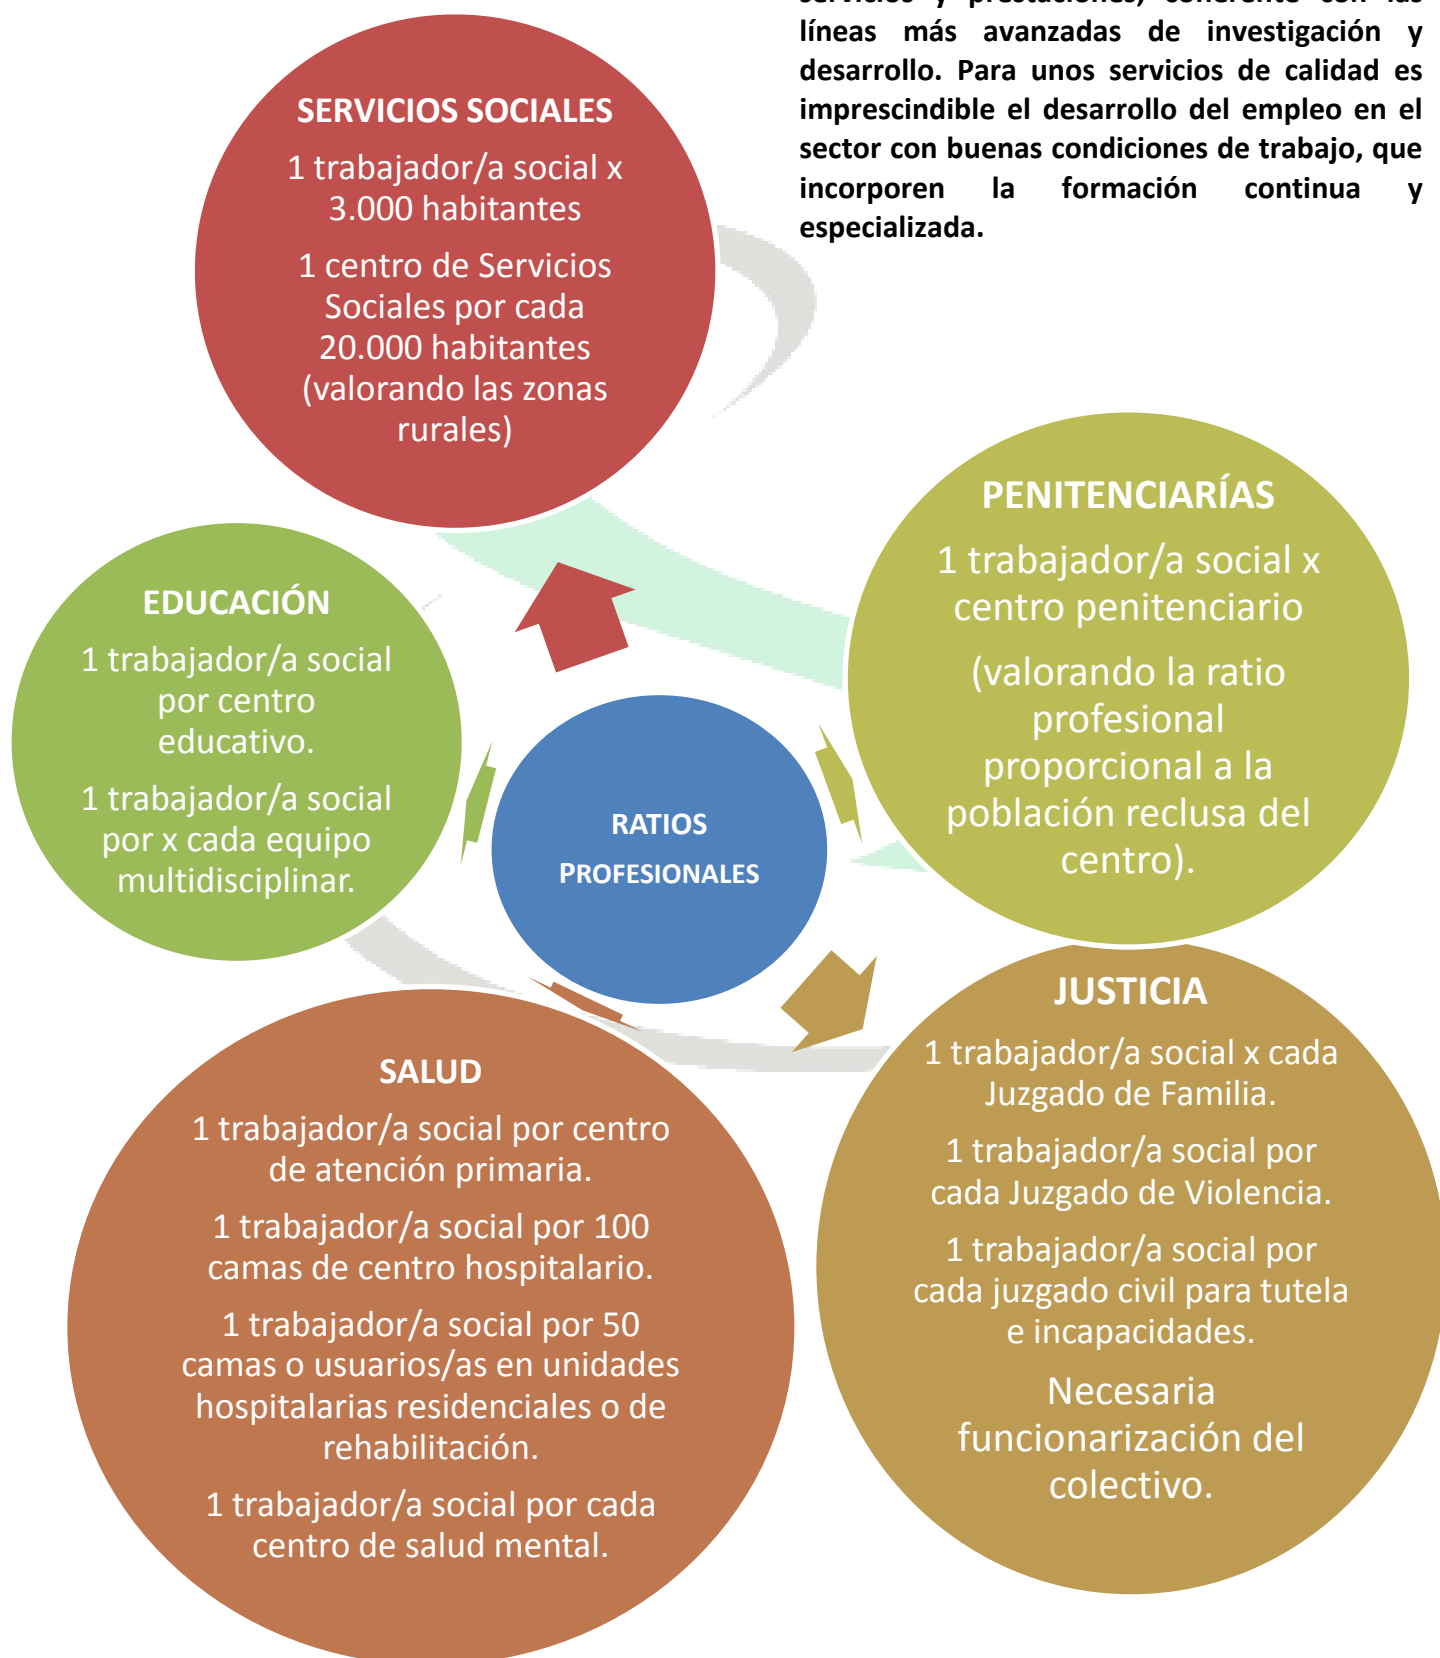 servicios y prestaciones, coherente con las
líneas más avanzadas de investigación y
desarrollo. Para unos servicios de calidad es
imprescindible el desarrollo del empleo en el
sector con buenas condiciones de trabajo, que
incorporen la formación continua y
especializada.
SERVICIOS SOCIALES
1 trabajador/a social x
3.000 habitantes
1 centro de Servicios
Sociales por cada
20.000 habitantes
(valorando las zonas
rurales)
PENITENCIARÍAS
1 trabajador/a social x
centro penitenciario
(valorando la ratio
profesional
proporcional a la
población reclusa del
centro).
EDUCACIÓN
1 trabajador/a social
por centro
educativo.
1 trabajador/a social
por x cada equipo
multidisciplinar.
RATIOS
PROFESIONALES
JUSTICIA
1 trabajador/a social x cada
Juzgado de Familia.
1 trabajador/a social por
cada Juzgado de Violencia.
1 trabajador/a social por
cada juzgado civil para tutela
e incapacidades.
Necesaria
funcionarización del
colectivo.
SALUD
1 trabajador/a social por centro
de atención primaria.
1 trabajador/a social por 100
camas de centro hospitalario.
1 trabajador/a social por 50
camas o usuarios/as en unidades
hospitalarias residenciales o de
rehabilitación.
1 trabajador/a social por cada
centro de salud mental.